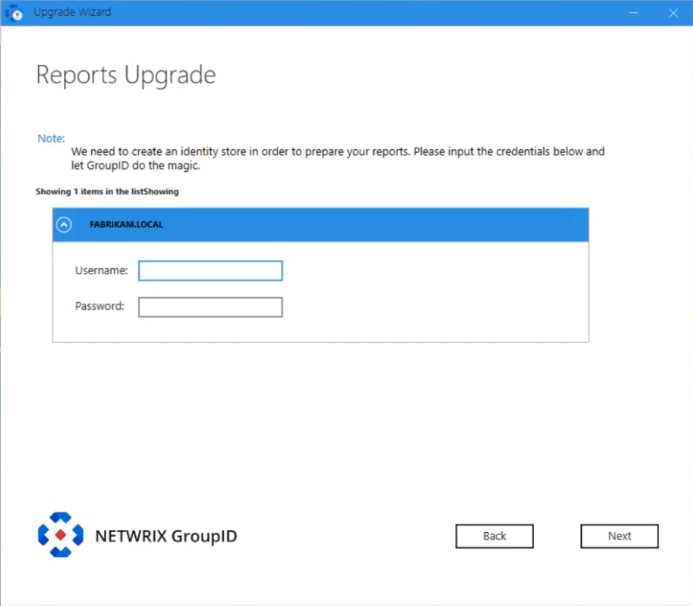 Upgrade Wizard
Reports Upgrade
Note:
We need to create an identity store in order to prepare your reports. Please input the credentials below and
let GroupID do the magic.
Showing 1 items in the listShowing
FABRIKAM.LOCAL
Username:
Password:
NETWRIX GroupID
Back
Next